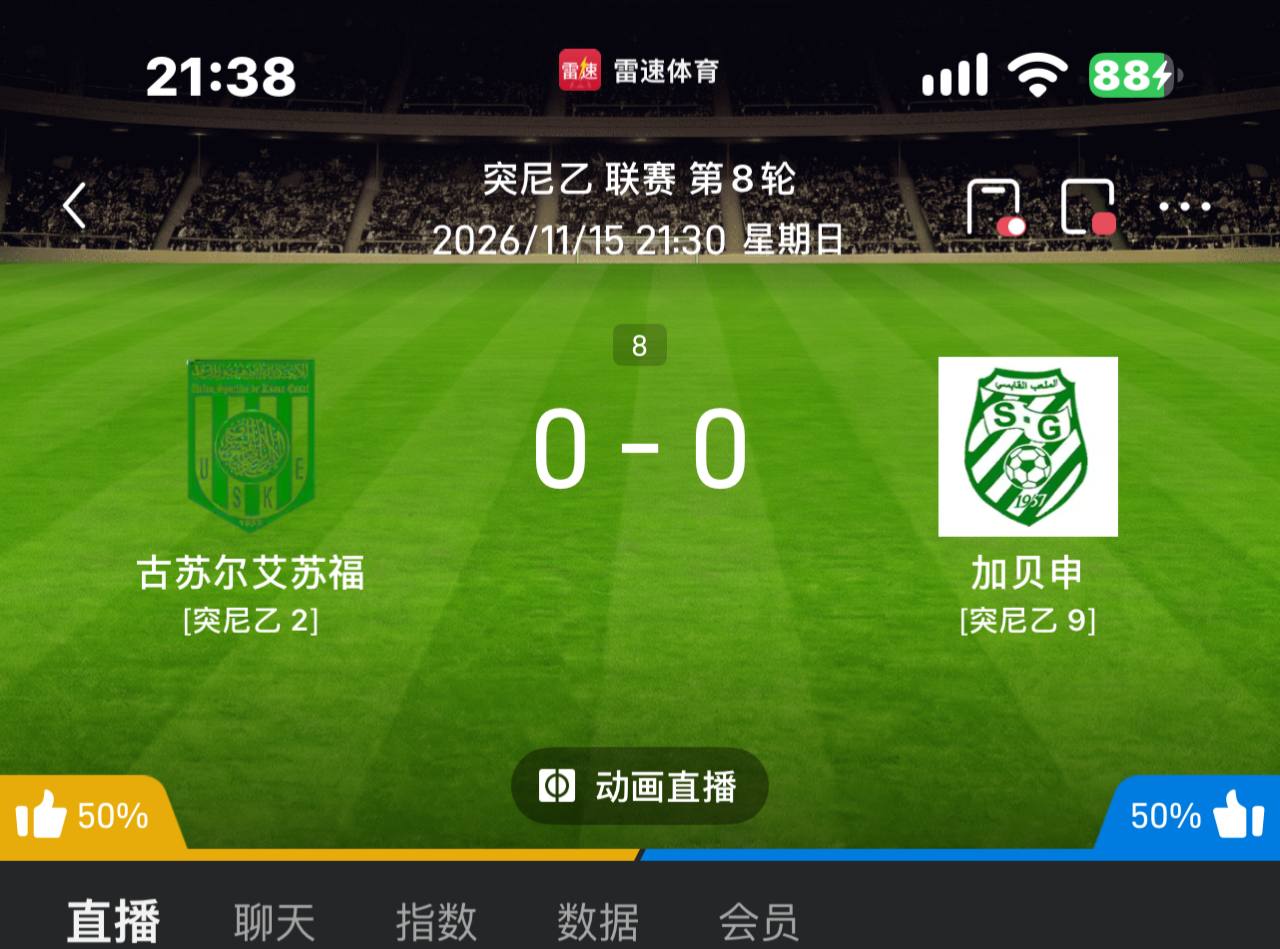 21:38 雷速 雷速体育 88
突尼乙 联赛 第8轮
2026/11/15 21:30 星期日
8
0 - 0
U E
S K
الملعب القابسي
S.G
1957
古苏尔艾苏福 加贝申
[突尼乙 2] [突尼乙 9]
动画直播
50% 50%
直播 聊天 指数 数据 会员